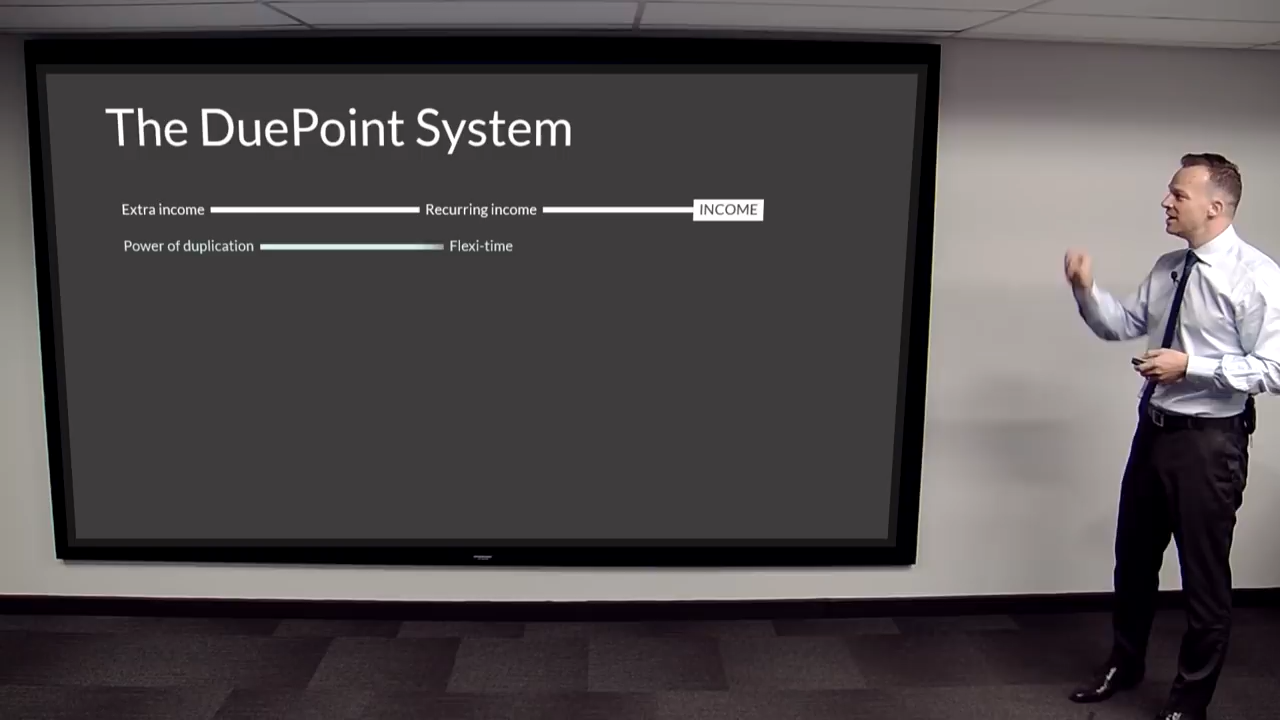 The DuePoint System
Extra income Recurring income INCOME
Power of duplication Flexi-time